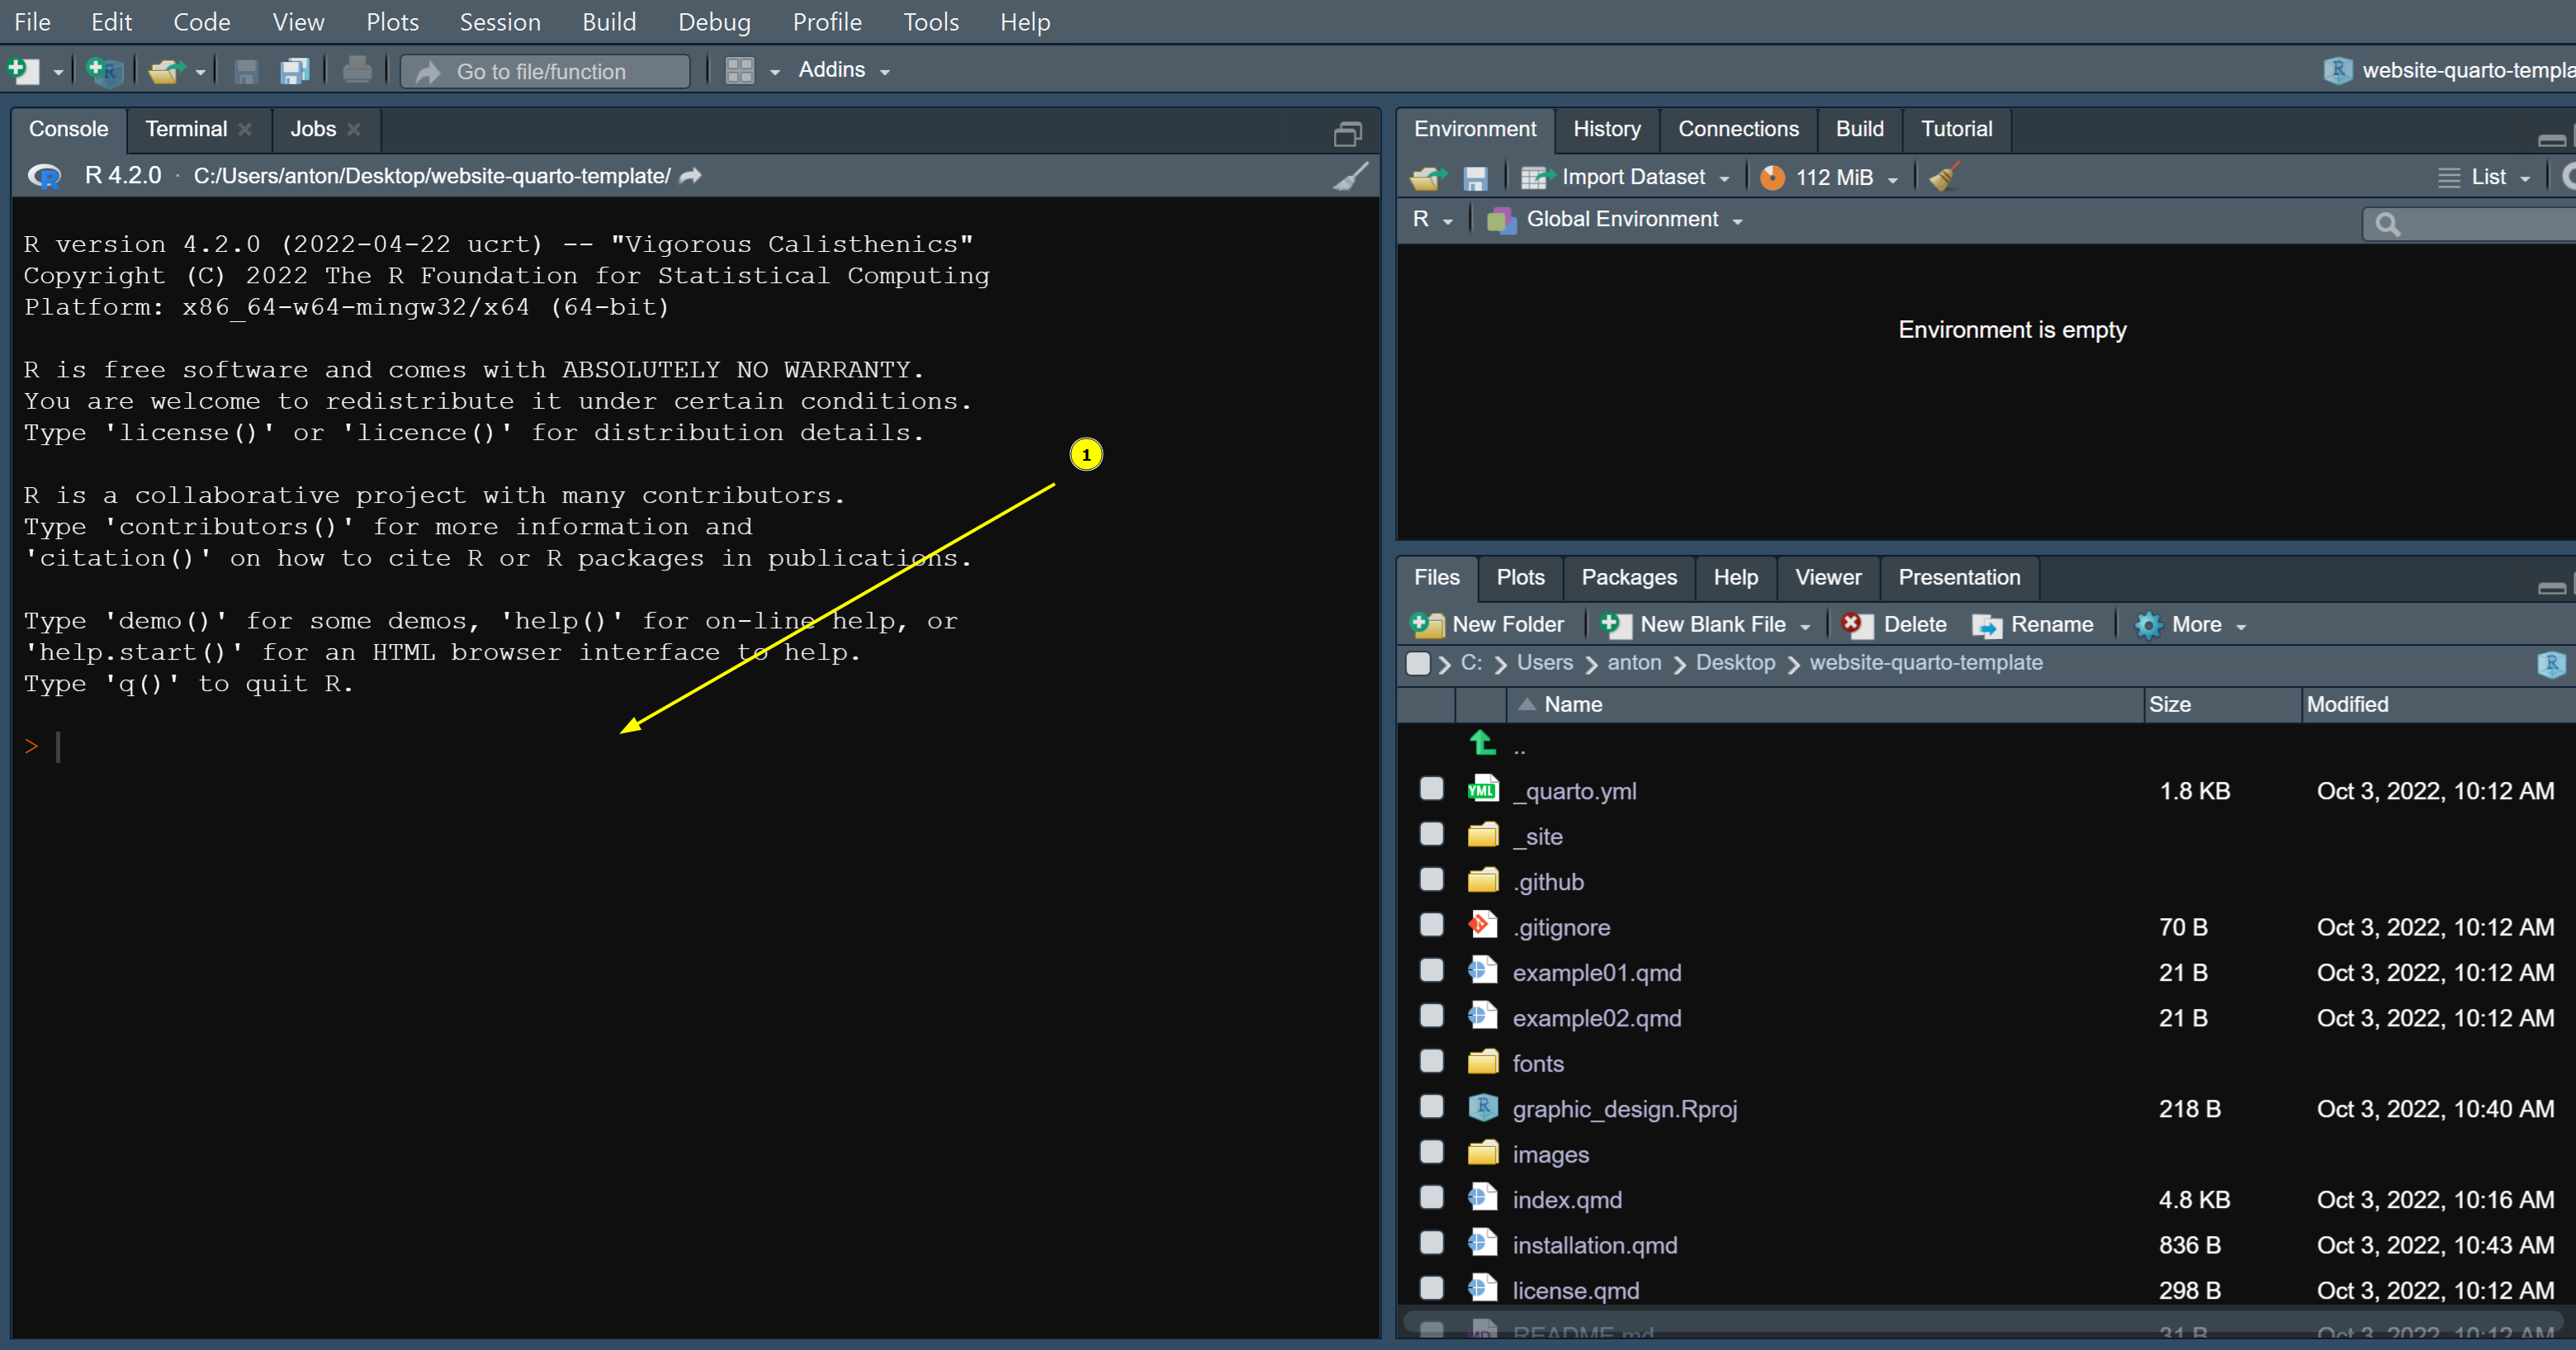 File Edit Code View Plots Session Build Debug Profile Tools Help
Go to file/function Addins
Console Terminal Jobs
R 4.2.0 · C:/Users/anton/Desktop/website-quarto-template/
R version 4.2.0 (2022-04-22 ucrt) -- "Vigorous Calisthenics"
Copyright (C) 2022 The R Foundation for Statistical Computing
Platform: x86_64-w64-mingw32/x64 (64-bit)
R is free software and comes with ABSOLUTELY NO WARRANTY.
You are welcome to redistribute it under certain conditions.
Type 'license()' or 'licence()' for distribution details.
1
R is a collaborative project with many contributors.
Type 'contributors()' for more information and
'citation()' on how to cite R or R packages in publications.
Type 'demo()' for some demos, 'help()' for on-line help, or
'help.start()' for an HTML browser interface to help.
Type 'q()' to quit R.
>
website-quarto-templa
Environment History Connections Build Tutorial
Import Dataset 112 MiB List
R Global Environment
Environment is empty
Files Plots Packages Help Viewer Presentation
New Folder New Blank File Delete Rename More
C: Users anton Desktop website-quarto-template
Name Size Modified
..
YML _quarto.yml 1.8 KB Oct 3, 2022, 10:12 AM
_site
.github
.gitignore 70 B Oct 3, 2022, 10:12 AM
example01.qmd 21 B Oct 3, 2022, 10:12 AM
example02.qmd 21 B Oct 3, 2022, 10:12 AM
fonts
graphic_design.Rproj 218 B Oct 3, 2022, 10:40 AM
images
index.qmd 4.8 KB Oct 3, 2022, 10:16 AM
installation.qmd 836 B Oct 3, 2022, 10:43 AM
license.qmd 298 B Oct 3, 2022, 10:12 AM
README.md 31 B Oct 3, 2022, 10:12 AM